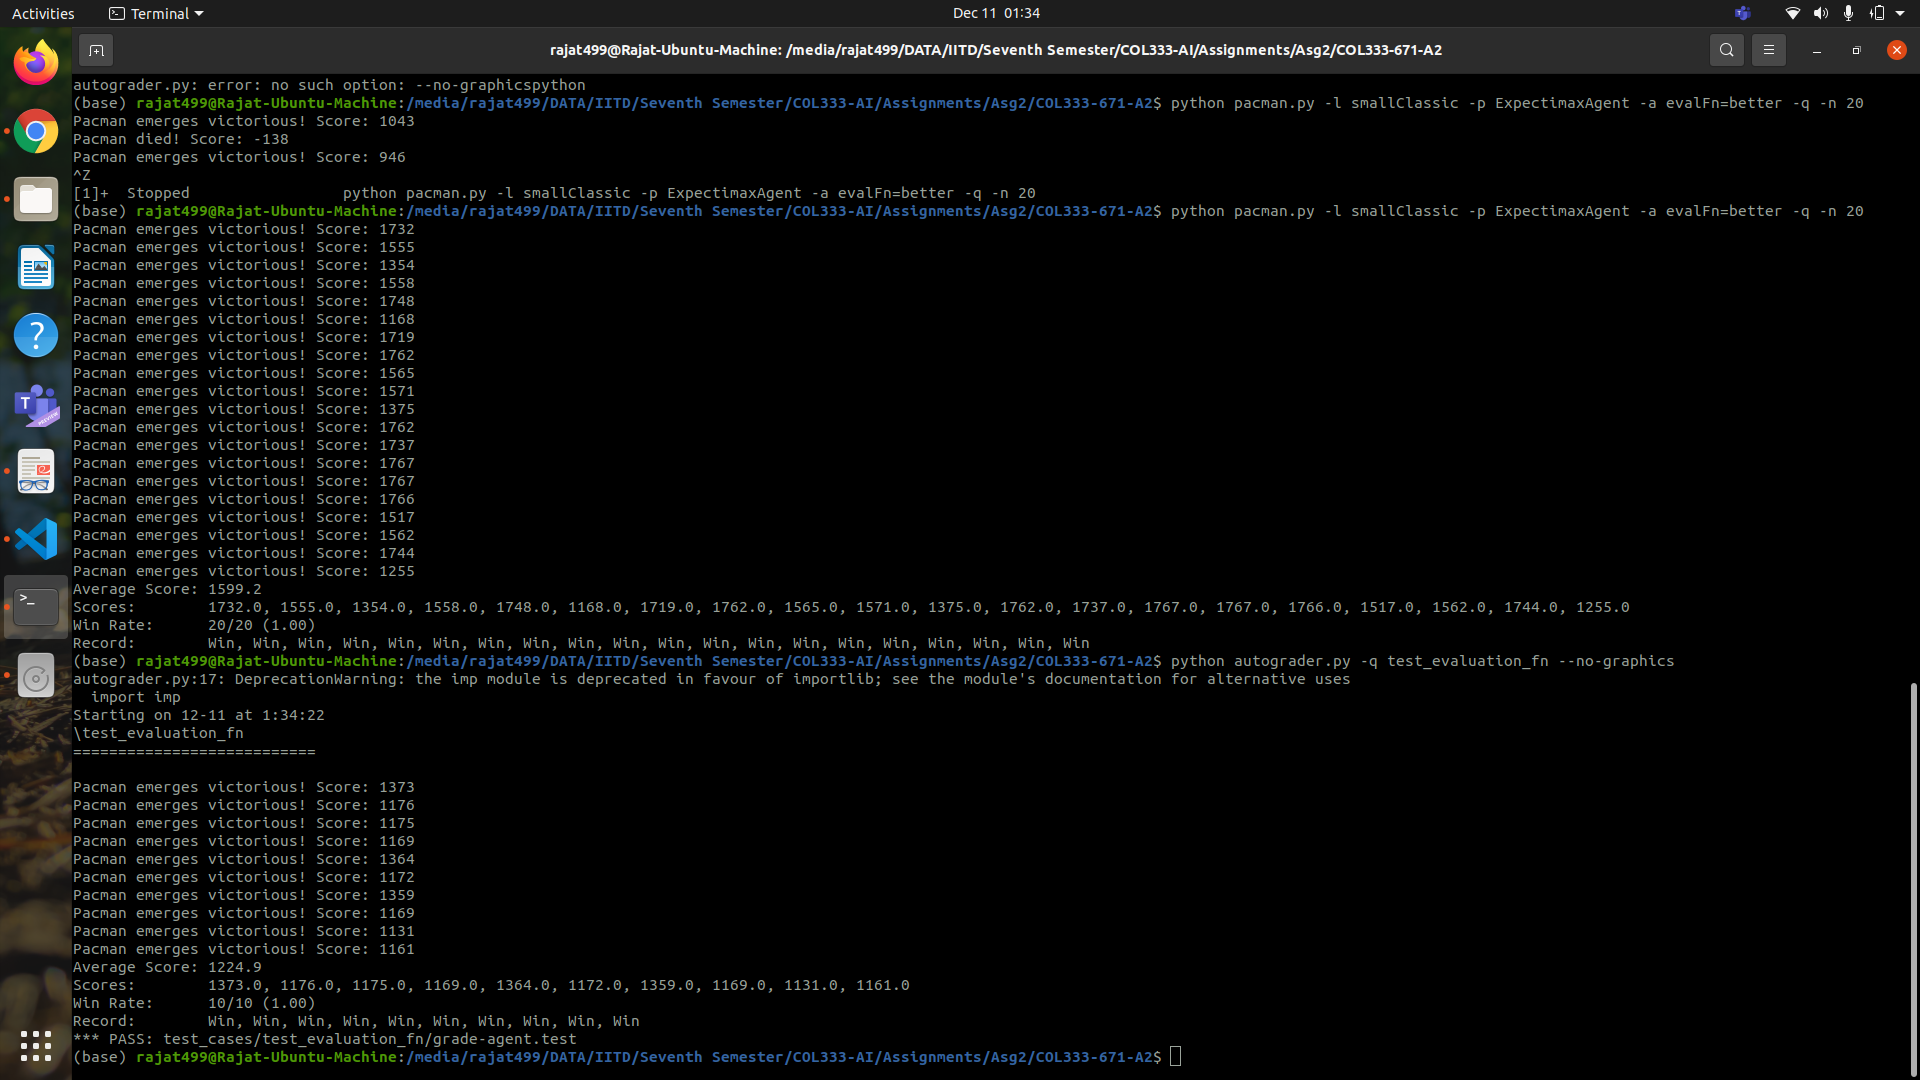 Activities
Terminal
Dec 11 01:34
rajat499@Rajat-Ubuntu-Machine: /media/rajat499/DATA/IITD/Seventh Semester/COL333-AI/Assignments/Asg2/COL333-671-A2
autograder.py: error: no such option: --no-graphicspython
(base) rajat499@Rajat-Ubuntu-Machine:/media/rajat499/DATA/IITD/Seventh Semester/COL333-AI/Assignments/Asg2/COL333-671-A2$ python pacman.py -l smallClassic -p ExpectimaxAgent -a evalFn=better -q -n 20
Pacman emerges victorious! Score: 1043
Pacman died! Score: -138
Pacman emerges victorious! Score: 946
^Z
[1]+  Stopped                 python pacman.py -l smallClassic -p ExpectimaxAgent -a evalFn=better -q -n 20
(base) rajat499@Rajat-Ubuntu-Machine:/media/rajat499/DATA/IITD/Seventh Semester/COL333-AI/Assignments/Asg2/COL333-671-A2$ python pacman.py -l smallClassic -p ExpectimaxAgent -a evalFn=better -q -n 20
Pacman emerges victorious! Score: 1732
Pacman emerges victorious! Score: 1555
Pacman emerges victorious! Score: 1354
Pacman emerges victorious! Score: 1558
Pacman emerges victorious! Score: 1748
Pacman emerges victorious! Score: 1168
Pacman emerges victorious! Score: 1719
Pacman emerges victorious! Score: 1762
Pacman emerges victorious! Score: 1565
Pacman emerges victorious! Score: 1571
Pacman emerges victorious! Score: 1375
Pacman emerges victorious! Score: 1762
Pacman emerges victorious! Score: 1737
Pacman emerges victorious! Score: 1767
Pacman emerges victorious! Score: 1767
Pacman emerges victorious! Score: 1766
Pacman emerges victorious! Score: 1517
Pacman emerges victorious! Score: 1562
Pacman emerges victorious! Score: 1744
Pacman emerges victorious! Score: 1255
Average Score: 1599.2
Scores:        1732.0, 1555.0, 1354.0, 1558.0, 1748.0, 1168.0, 1719.0, 1762.0, 1565.0, 1571.0, 1375.0, 1762.0, 1737.0, 1767.0, 1767.0, 1766.0, 1517.0, 1562.0, 1744.0, 1255.0
Win Rate:      20/20 (1.00)
Record:        Win, Win, Win, Win, Win, Win, Win, Win, Win, Win, Win, Win, Win, Win, Win, Win, Win, Win, Win, Win
(base) rajat499@Rajat-Ubuntu-Machine:/media/rajat499/DATA/IITD/Seventh Semester/COL333-AI/Assignments/Asg2/COL333-671-A2$ python autograder.py -q test_evaluation_fn --no-graphics
autograder.py:17: DeprecationWarning: the imp module is deprecated in favour of importlib; see the module's documentation for alternative uses
  import imp
Starting on 12-11 at 1:34:22
\test_evaluation_fn
===========================
Pacman emerges victorious! Score: 1373
Pacman emerges victorious! Score: 1176
Pacman emerges victorious! Score: 1175
Pacman emerges victorious! Score: 1169
Pacman emerges victorious! Score: 1364
Pacman emerges victorious! Score: 1172
Pacman emerges victorious! Score: 1359
Pacman emerges victorious! Score: 1169
Pacman emerges victorious! Score: 1131
Pacman emerges victorious! Score: 1161
Average Score: 1224.9
Scores:        1373.0, 1176.0, 1175.0, 1169.0, 1364.0, 1172.0, 1359.0, 1169.0, 1131.0, 1161.0
Win Rate:      10/10 (1.00)
Record:        Win, Win, Win, Win, Win, Win, Win, Win, Win, Win
*** PASS: test_cases/test_evaluation_fn/grade-agent.test
(base) rajat499@Rajat-Ubuntu-Machine:/media/rajat499/DATA/IITD/Seventh Semester/COL333-AI/Assignments/Asg2/COL333-671-A2$